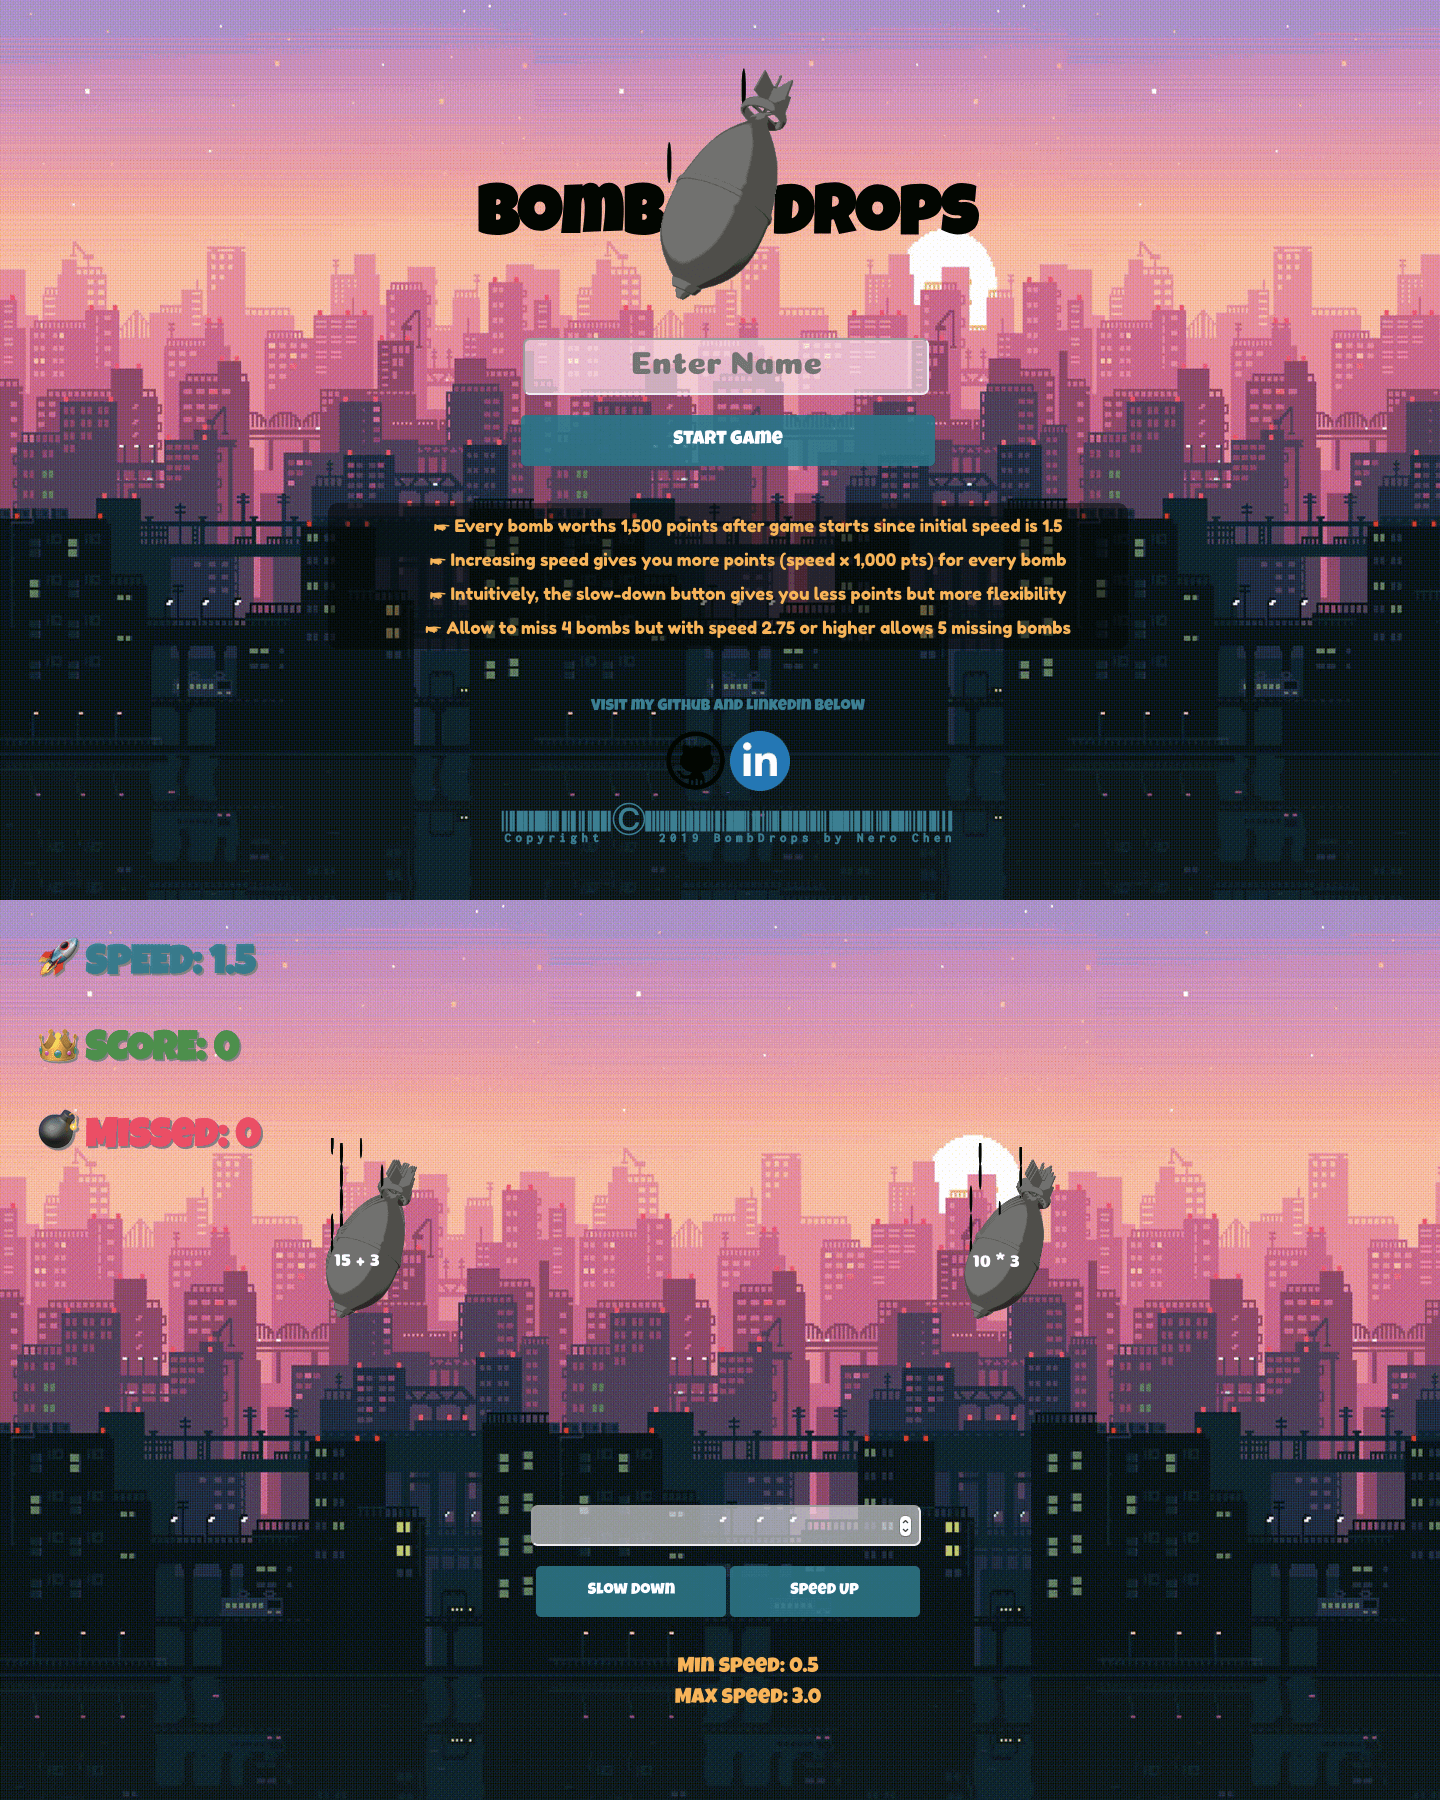 BOMB DROPS
Enter Name
START GAME
☛ Every bomb worths 1,500 points after game starts since initial speed is 1.5
☛ Increasing speed gives you more points (speed x 1,000 pts) for every bomb
☛ Intuitively, the slow-down button gives you less points but more flexibility
☛ Allow to miss 4 bombs but with speed 2.75 or higher allows 5 missing bombs
VISIT MY GITHUB AND LINKEDIN BELOW
in
Copyright © 2019 BombDrops by Nero Chen
SPEED: 1.5
SCORE: 0
MISSED: 0
15 + 3
10 * 3
SLOW DOWN
SPEED UP
MIN SPEED: 0.5
MAX SPEED: 3.0